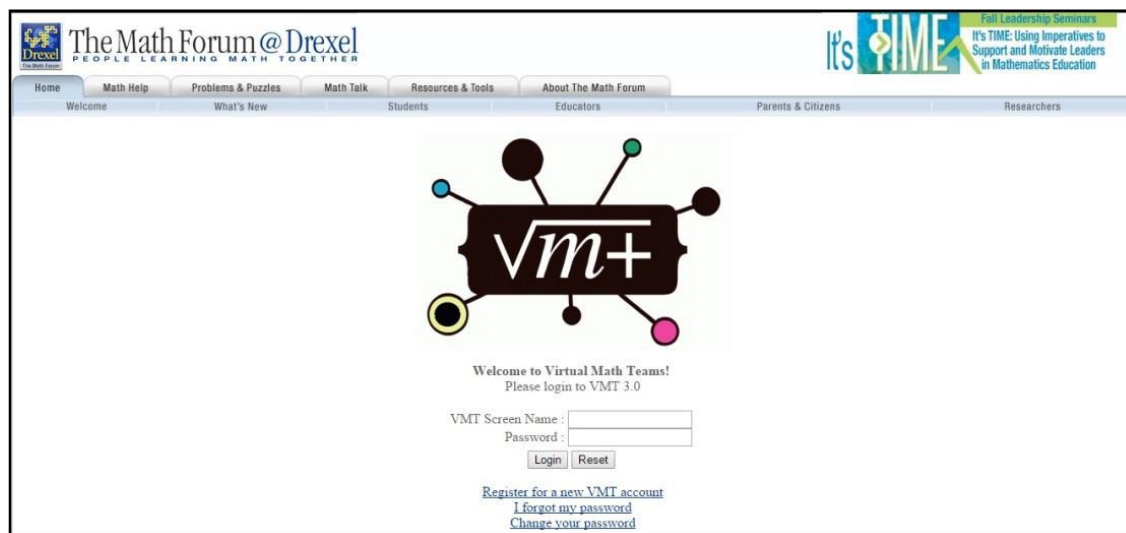 Drexel
The Math Forum
The Math Forum @ Drexel
PEOPLE LEARNING MATH TOGETHER
It's TIME
Fall Leadership Seminars
It's TIME: Using Imperatives to
Support and Motivate Leaders
in Mathematics Education
Home Math Help Problems & Puzzles Math Talk Resources & Tools About The Math Forum
Welcome What's New Students Educators Parents & Citizens Researchers
√m+
Welcome to Virtual Math Teams!
Please login to VMT 3.0
VMT Screen Name :
Password :
Login Reset
Register for a new VMT account
I forgot my password
Change your password